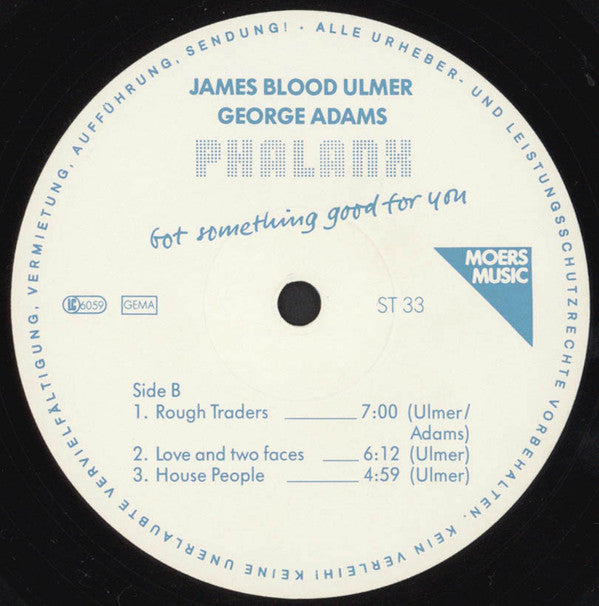 ALLE URHEBER- UND LEISTUNGSSCHUTZRECHTE VORBEHALTEN. KEIN VERLEIH! KEINE UNERLAUBTE VERVIELFÄLTIGUNG, VERMIETUNG, AUFFÜHRUNG, SENDUNG! ·
JAMES BLOOD ULMER
GEORGE ADAMS
PHALANX
Got something good for you
MOERS
MUSIC
LC 6059 GEMA ST 33
Side B
1. Rough Traders 7:00 (Ulmer/
Adams)
2. Love and two faces 6:12 (Ulmer)
3. House People 4:59 (Ulmer)